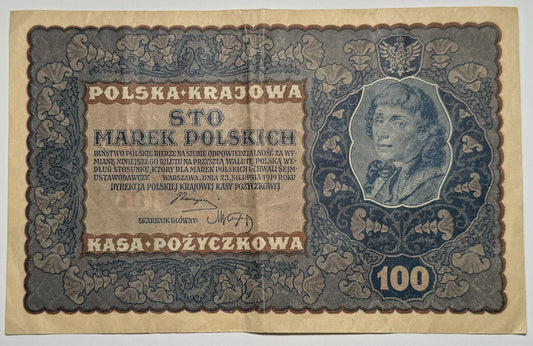 POLSKA · KRAJOWA
STO
MAREK POLSKICH
PAŃSTWO POLSKIE BIERZE NA SIEBIE ODPOWIEDZIALNOŚĆ ZA WY-
MIANĘ NINIEJSZEGO BILETU NA PRZYSZŁĄ WALUTĘ POLSKĄ WE-
DŁUG STOSUNKU, KTÓRY DLA MAREK POLSKICH UCHWALI SEJM
USTAWODAWCZY WARSZAWA, DNIA 23. SIERPNIA 1919 ROKU
DYREKCJA POLSKIEJ KRAJOWEJ KASY POŻYCZKOWEJ
SKARBNIK GŁÓWNY:
KASA · POŻYCZKOWA
100